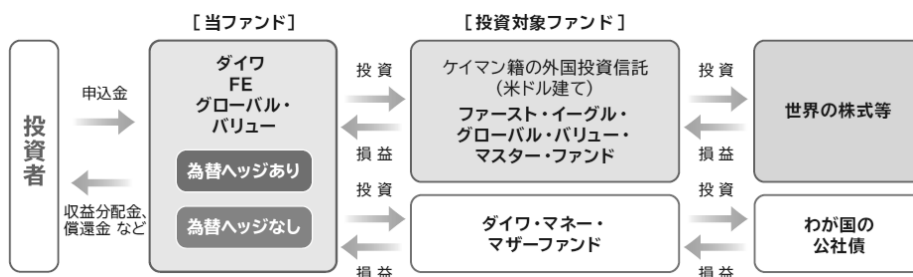 [当ファンド]
[投資対象ファンド]
投資者
申込金
収益分配金、
償還金 など
ダイワ
FE
グローバル・
バリュー
為替ヘッジあり
為替ヘッジなし
投 資
損 益
投 資
損 益
ケイマン籍の外国投資信託
(米ドル建て)
ファースト・イーグル・
グローバル・バリュー・
マスター・ファンド
ダイワ・マネー・
マザーファンド
投 資
損 益
投 資
損 益
世界の株式等
わが国の
公社債